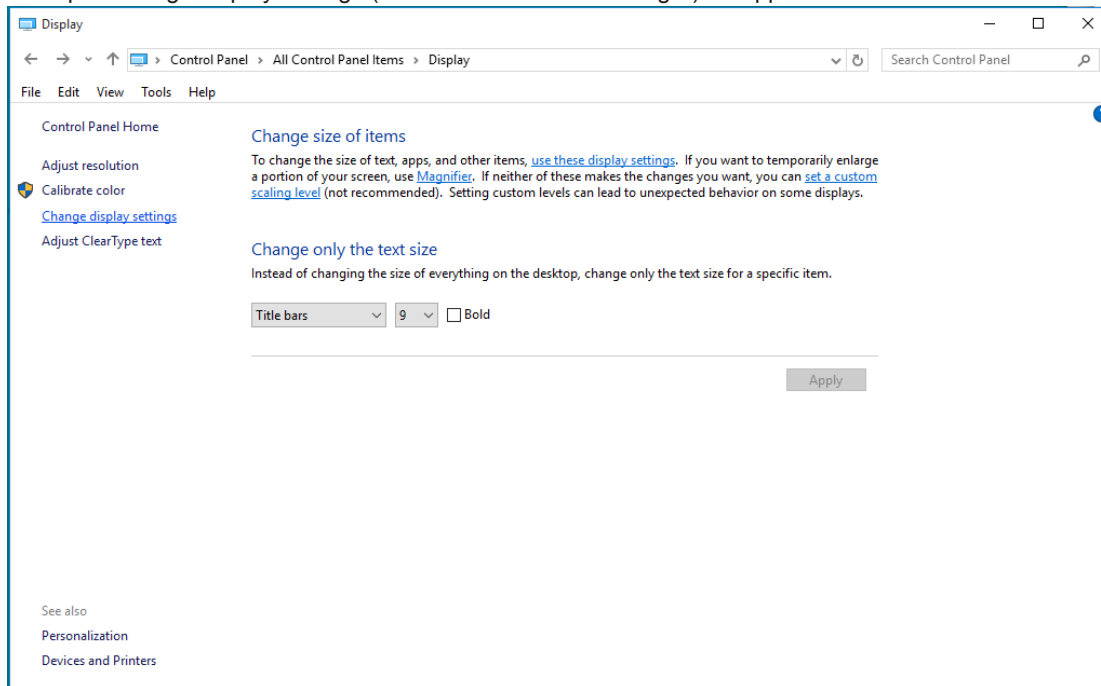 Display
Control Panel > All Control Panel Items > Display
Search Control Panel
File Edit View Tools Help
Control Panel Home
Adjust resolution
Calibrate color
Change display settings
Adjust ClearType text
Change size of items
To change the size of text, apps, and other items, use these display settings. If you want to temporarily enlarge
a portion of your screen, use Magnifier. If neither of these makes the changes you want, you can set a custom
scaling level (not recommended). Setting custom levels can lead to unexpected behavior on some displays.
Change only the text size
Instead of changing the size of everything on the desktop, change only the text size for a specific item.
Title bars 9 Bold
Apply
See also
Personalization
Devices and Printers